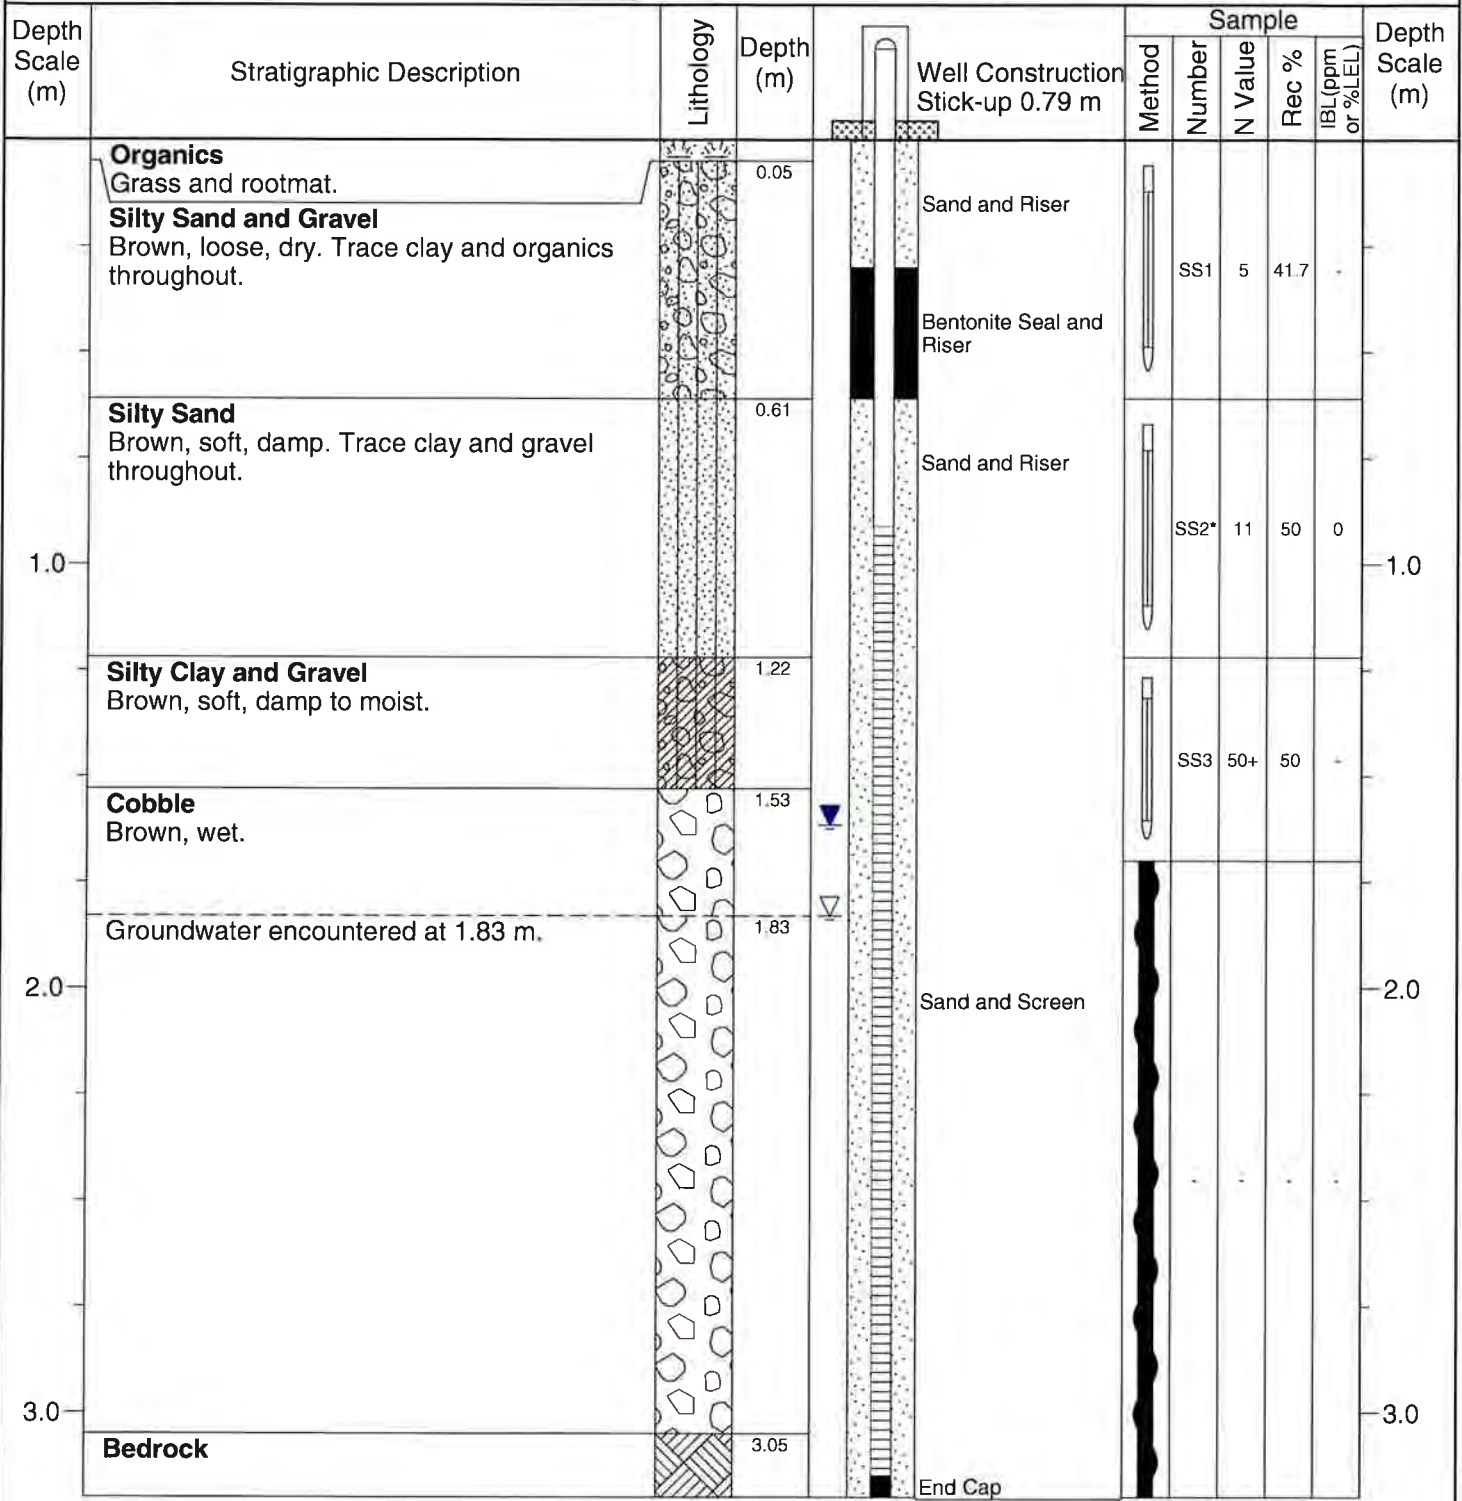 Depth
Scale
(m)
Stratigraphic Description
Lithology
Depth
(m)
Well Construction
Stick-up 0.79 m
Sample
Method
Number
N Value
Rec %
IBL(ppm
or %LEL)
Depth
Scale
(m)
Organics
Grass and rootmat.
0.05
Silty Sand and Gravel
Brown, loose, dry. Trace clay and organics
throughout.
Sand and Riser
SS1 5 41.7 -
Bentonite Seal and
Riser
Silty Sand
0.61
Brown, soft, damp. Trace clay and gravel
throughout.
Sand and Riser
SS2* 11 50 0
1.0
1.0
Silty Clay and Gravel
1.22
Brown, soft, damp to moist.
SS3 50+ 50 -
Cobble
1.53
Brown, wet.
Groundwater encountered at 1.83 m.
1.83
2.0
Sand and Screen
2.0
- - - -
3.0
3.0
Bedrock
3.05
End Cap